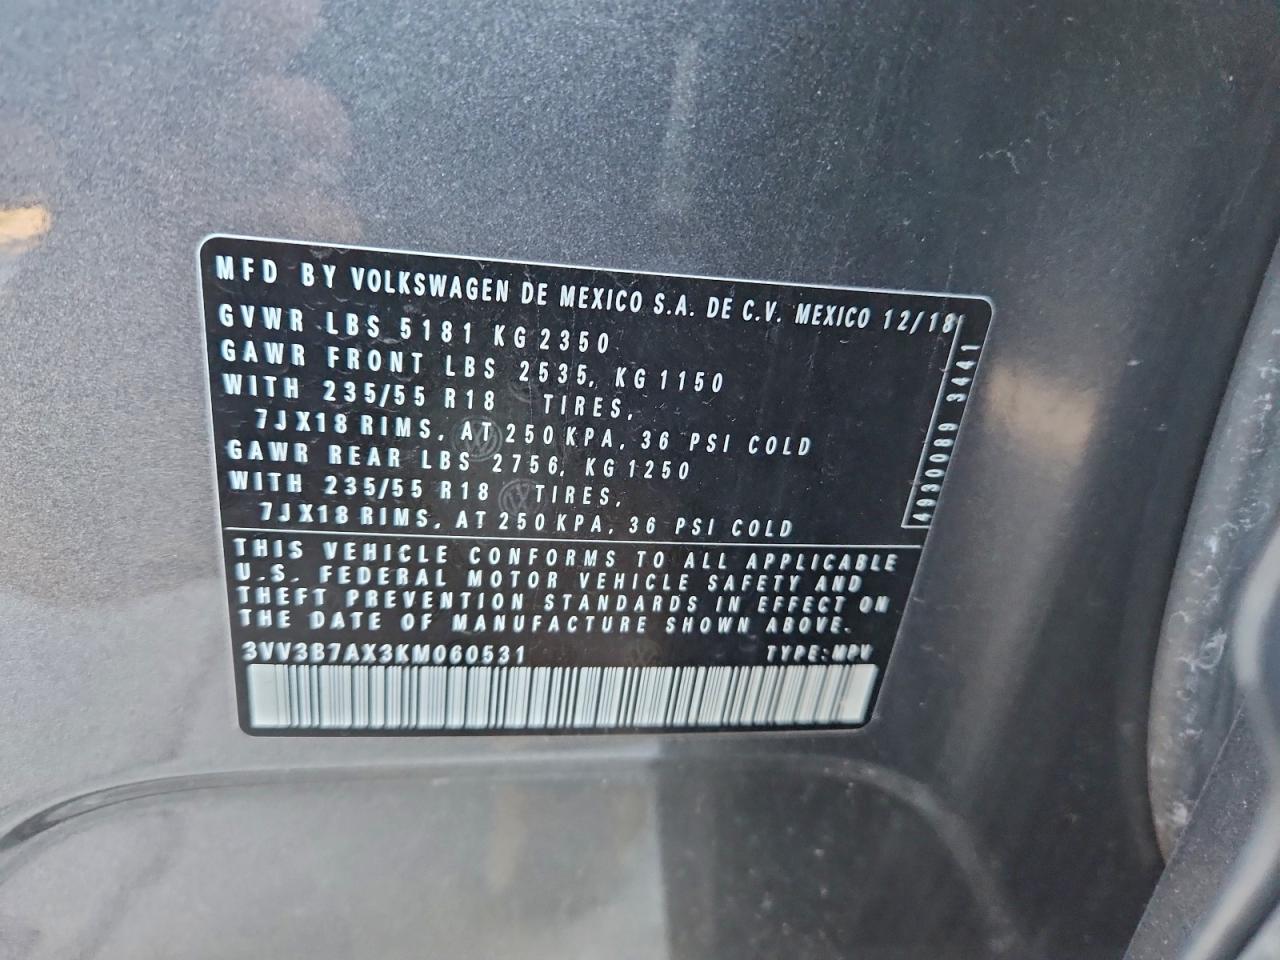 MFD BY VOLKSWAGEN DE MEXICO S.A. DE C.V. MEXICO 12/18
GVWR LBS 5181 KG 2350
GAWR FRONT LBS 2535, KG 1150
WITH 235/55 R18 TIRES,
7JX18 RIMS, AT 250 KPA, 36 PSI COLD
GAWR REAR LBS 2756, KG 1250
WITH 235/55 R18 TIRES,
7JX18 RIMS, AT 250 KPA, 36 PSI COLD
4930089 3441
THIS VEHICLE CONFORMS TO ALL APPLICABLE
U.S. FEDERAL MOTOR VEHICLE SAFETY AND
THEFT PREVENTION STANDARDS IN EFFECT ON
THE DATE OF MANUFACTURE SHOWN ABOVE.
3VV3B7AX3KM060531 TYPE:MPV